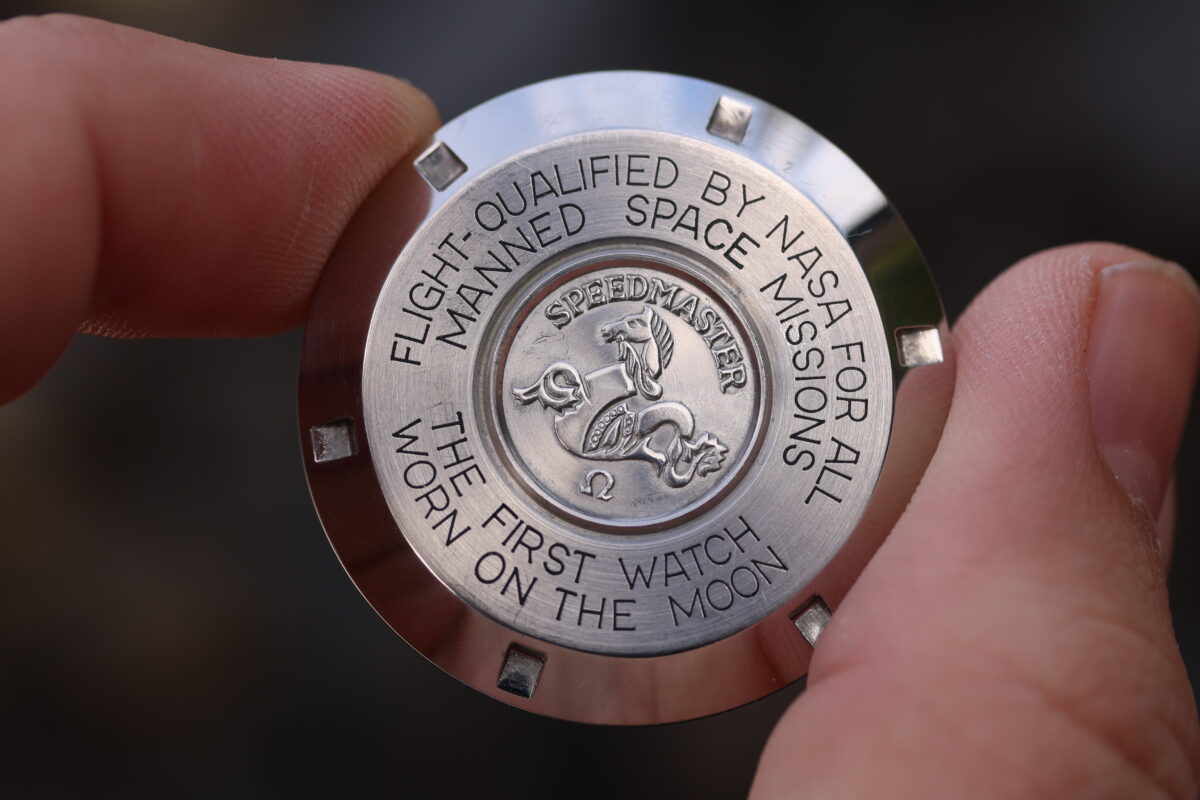 FLIGHT-QUALIFIED BY NASA FOR ALL
MANNED SPACE MISSIONS
SPEEDMASTER
Ω
THE FIRST WATCH
WORN ON THE MOON